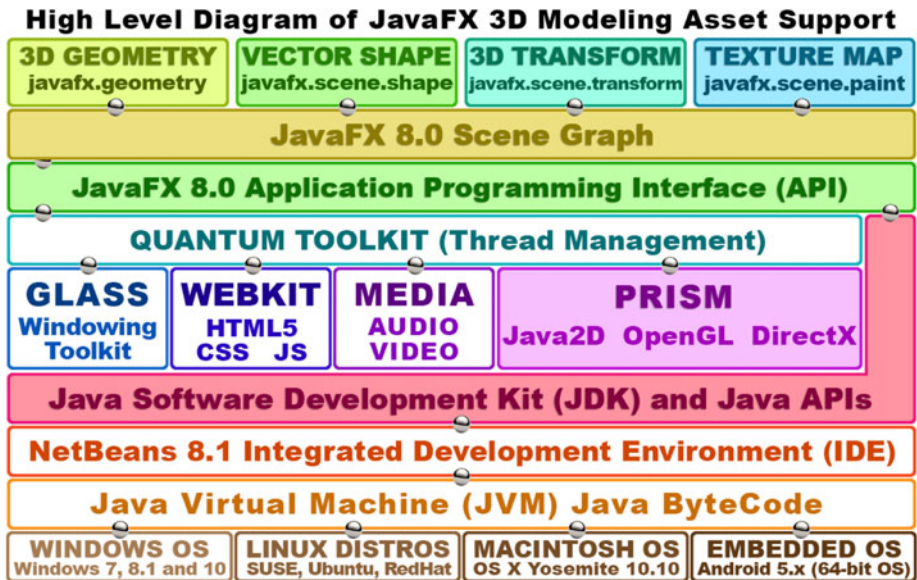 High Level Diagram of JavaFX 3D Modeling Asset Support
3D GEOMETRY
javafx.geometry
VECTOR SHAPE
javafx.scene.shape
3D TRANSFORM
javafx.scene.transform
TEXTURE MAP
javafx.scene.paint
JavaFX 8.0 Scene Graph
JavaFX 8.0 Application Programming Interface (API)
QUANTUM TOOLKIT (Thread Management)
GLASS
Windowing
Toolkit
WEBKIT
HTML5
CSS JS
MEDIA
AUDIO
VIDEO
PRISM
Java2D OpenGL DirectX
Java Software Development Kit (JDK) and Java APIs
NetBeans 8.1 Integrated Development Environment (IDE)
Java Virtual Machine (JVM) Java ByteCode
WINDOWS OS
Windows 7, 8.1 and 10
LINUX DISTROS
SUSE, Ubuntu, RedHat
MACINTOSH OS
OS X Yosemite 10.10
EMBEDDED OS
Android 5.x (64-bit OS)